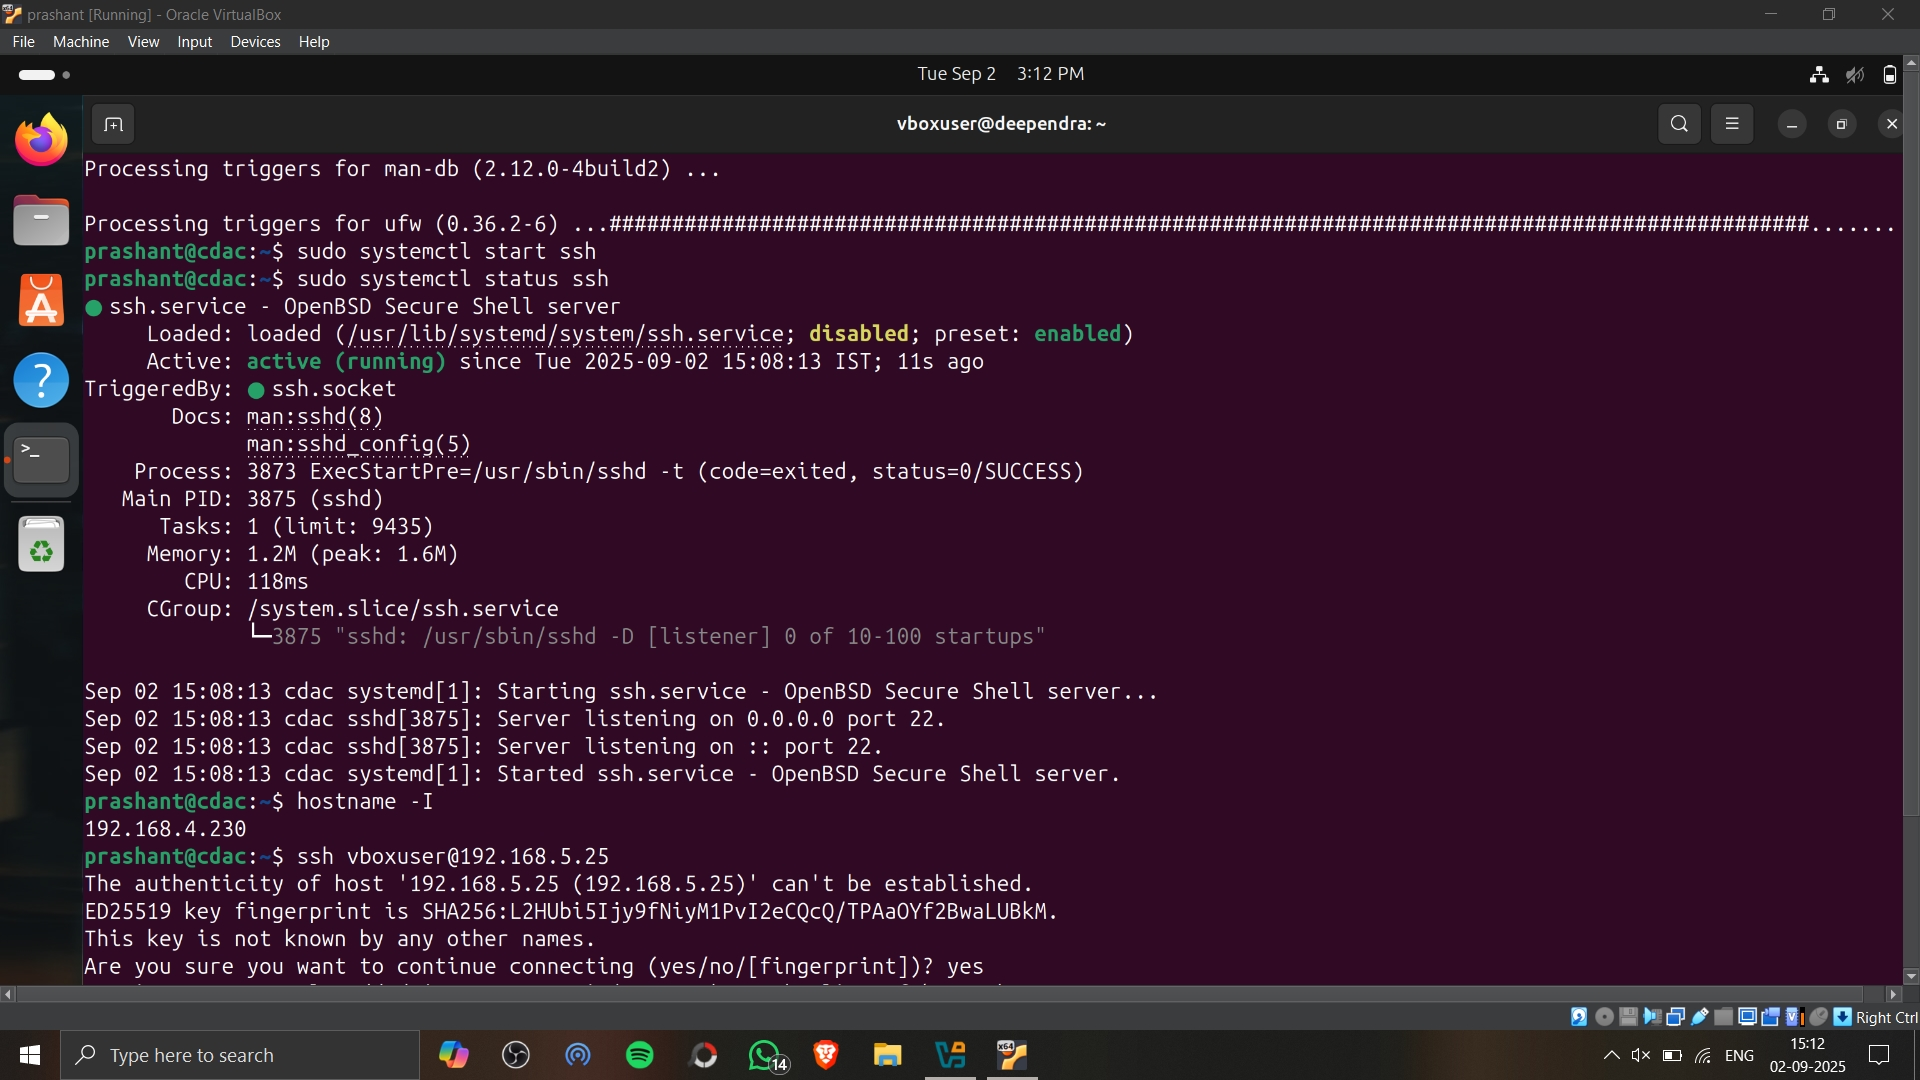 prashant [Running] - Oracle VirtualBox
File Machine View Input Devices Help
Tue Sep 2 3:12 PM
vboxuser@deependra: ~
Processing triggers for man-db (2.12.0-4build2) ...
Processing triggers for ufw (0.36.2-6) ...################################################################################################.......
prashant@cdac:~$ sudo systemctl start ssh
prashant@cdac:~$ sudo systemctl status ssh
● ssh.service - OpenBSD Secure Shell server
Loaded: loaded (/usr/lib/systemd/system/ssh.service; disabled; preset: enabled)
Active: active (running) since Tue 2025-09-02 15:08:13 IST; 11s ago
TriggeredBy: ● ssh.socket
Docs: man:sshd(8)
man:sshd_config(5)
Process: 3873 ExecStartPre=/usr/sbin/sshd -t (code=exited, status=0/SUCCESS)
Main PID: 3875 (sshd)
Tasks: 1 (limit: 9435)
Memory: 1.2M (peak: 1.6M)
CPU: 118ms
CGroup: /system.slice/ssh.service
└─3875 "sshd: /usr/sbin/sshd -D [listener] 0 of 10-100 startups"
Sep 02 15:08:13 cdac systemd[1]: Starting ssh.service - OpenBSD Secure Shell server...
Sep 02 15:08:13 cdac sshd[3875]: Server listening on 0.0.0.0 port 22.
Sep 02 15:08:13 cdac sshd[3875]: Server listening on :: port 22.
Sep 02 15:08:13 cdac systemd[1]: Started ssh.service - OpenBSD Secure Shell server.
prashant@cdac:~$ hostname -I
192.168.4.230
prashant@cdac:~$ ssh vboxuser@192.168.5.25
The authenticity of host '192.168.5.25 (192.168.5.25)' can't be established.
ED25519 key fingerprint is SHA256:L2HUbi5Ijy9fNiyM1PvI2eCQcQ/TPAaOYf2BwaLUBkM.
This key is not known by any other names.
Are you sure you want to continue connecting (yes/no/[fingerprint])? yes
Right Ctrl
Type here to search
14
ENG
15:12
02-09-2025